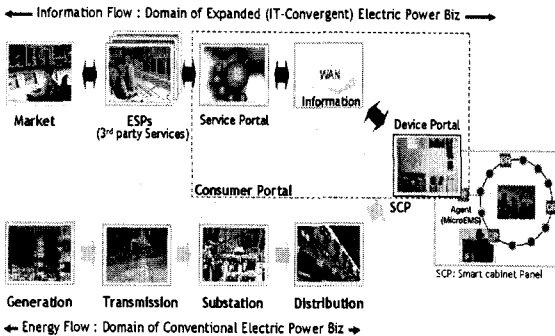 Information Flow : Domain of Expanded (IT-Convergent) Electric Power Biz
WAN
Information
Market
ESPs
(3rd party Services)
Service Portal
Device Portal
Consumer Portal
SCP
Agent
(MicroEMS)
SCP: Smart cabinet Panel
Generation
Transmission
Substation
Distribution
Energy Flow : Domain of Conventional Electric Power Biz